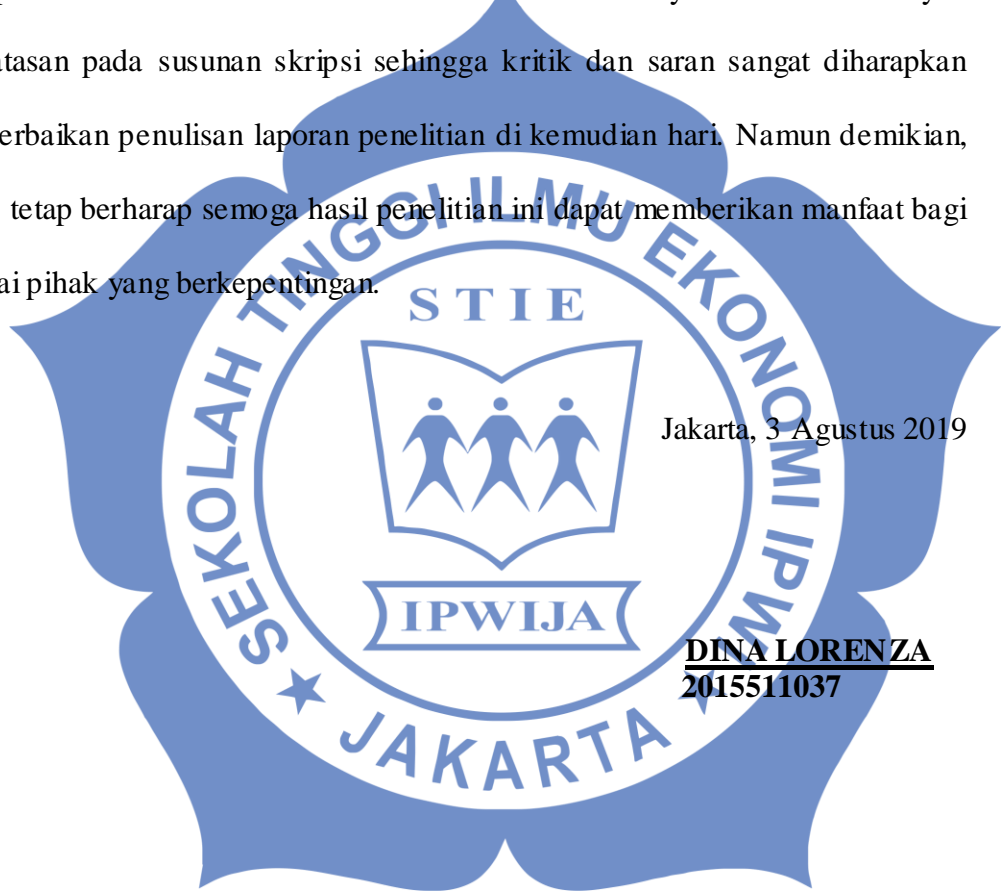 atasan pada susunan skripsi sehingga kritik dan saran sangat diharapkan
erbaikan penulisan laporan penelitian di kemudian hari. Namun demikian,
tetap berharap semoga hasil penelitian ini dapat memberikan manfaat bagi
ai pihak yang berkepentingan.
SEKOLAH TINGGI ILMU EKONOMI IPWIJA
STIE
Jakarta, 3 Agustus 2019
IPWIJA
DINA LORENZA
2015511037
★ JAKARTA ★